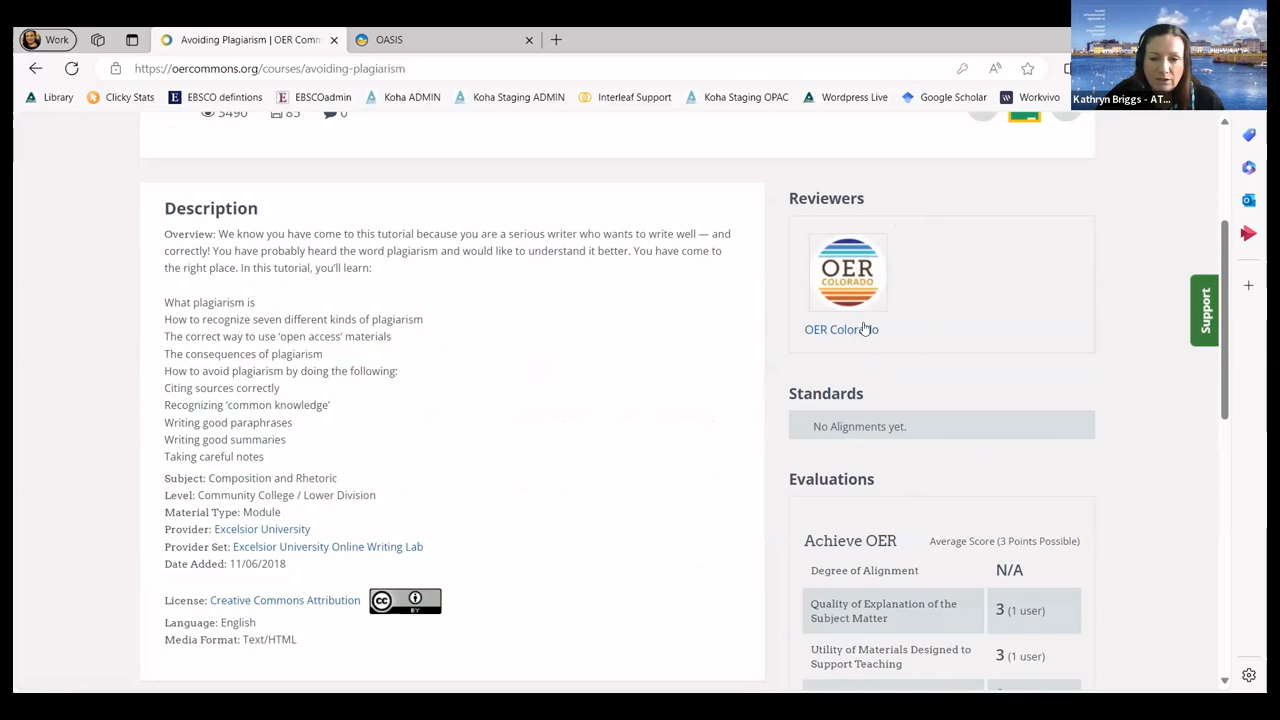 Work
Avoiding Plagiarism | OER Comm
OASIS
https://oercommons.org/courses/avoiding-plagiarism
Library
Clicky Stats
EBSCO defintions
EBSCOadmin
Koha ADMIN
Koha Staging ADMIN
Interleaf Support
Koha Staging OPAC
Wordpress Live
Google Scholar
Workvivo
Kathryn Briggs - AT...
3490 85 0
Description
Overview: We know you have come to this tutorial because you are a serious writer who wants to write well — and
correctly! You have probably heard the word plagiarism and would like to understand it better. You have come to
the right place. In this tutorial, you’ll learn:
What plagiarism is
How to recognize seven different kinds of plagiarism
The correct way to use ‘open access’ materials
The consequences of plagiarism
How to avoid plagiarism by doing the following:
Citing sources correctly
Recognizing ‘common knowledge’
Writing good paraphrases
Writing good summaries
Taking careful notes
Subject: Composition and Rhetoric
Level: Community College / Lower Division
Material Type: Module
Provider: Excelsior University
Provider Set: Excelsior University Online Writing Lab
Date Added: 11/06/2018
License: Creative Commons Attribution
cc BY
Language: English
Media Format: Text/HTML
Reviewers
OER
COLORADO
OER Colorado
Standards
No Alignments yet.
Evaluations
Achieve OER Average Score (3 Points Possible)
Degree of Alignment N/A
Quality of Explanation of the
Subject Matter
3 (1 user)
Utility of Materials Designed to
Support Teaching
3 (1 user)
Support